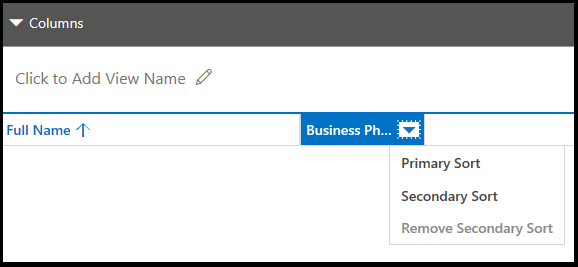 Columns
Click to Add View Name
Full Name Business Ph...
Primary Sort
Secondary Sort
Remove Secondary Sort